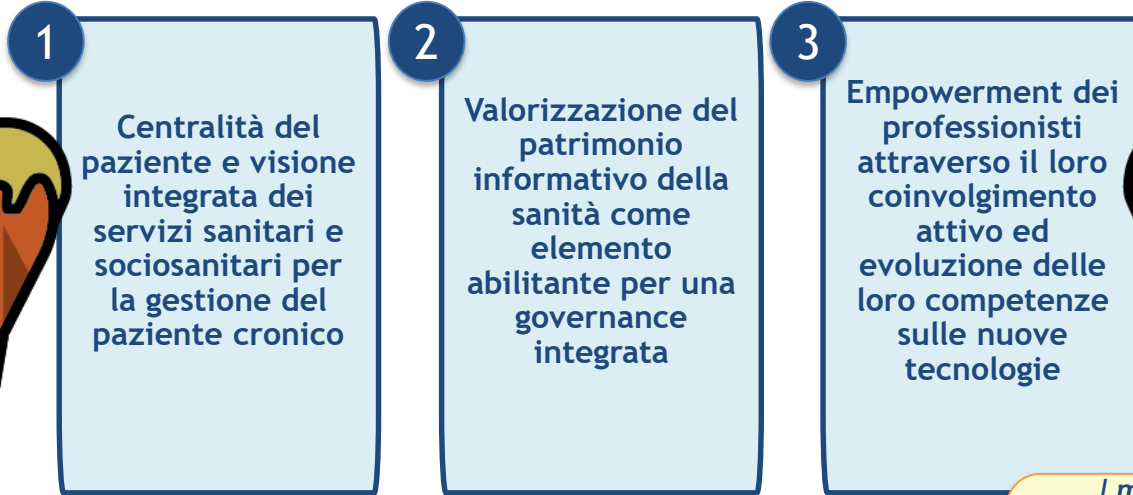 1
Centralità del
paziente e visione
integrata dei
servizi sanitari e
sociosanitari per
la gestione del
paziente cronico
2
Valorizzazione del
patrimonio
informativo della
sanità come
elemento
abilitante per una
governance
integrata
3
Empowerment dei
professionisti
attraverso il loro
coinvolgimento
attivo ed
evoluzione delle
loro competenze
sulle nuove
tecnologie